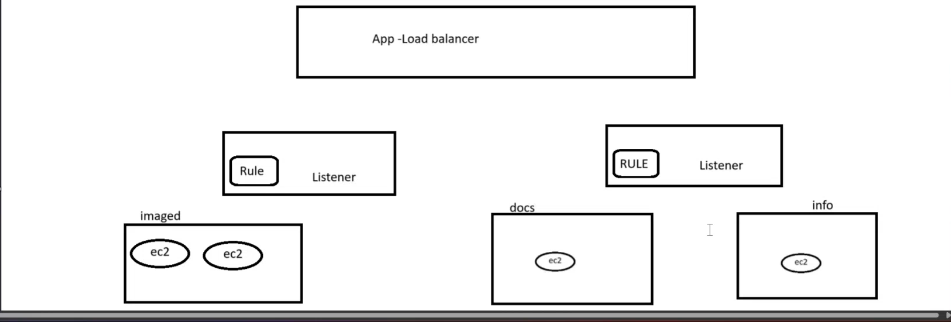 App -Load balancer
Rule
Listener
RULE
Listener
imaged
ec2
ec2
docs
ec2
info
ec2